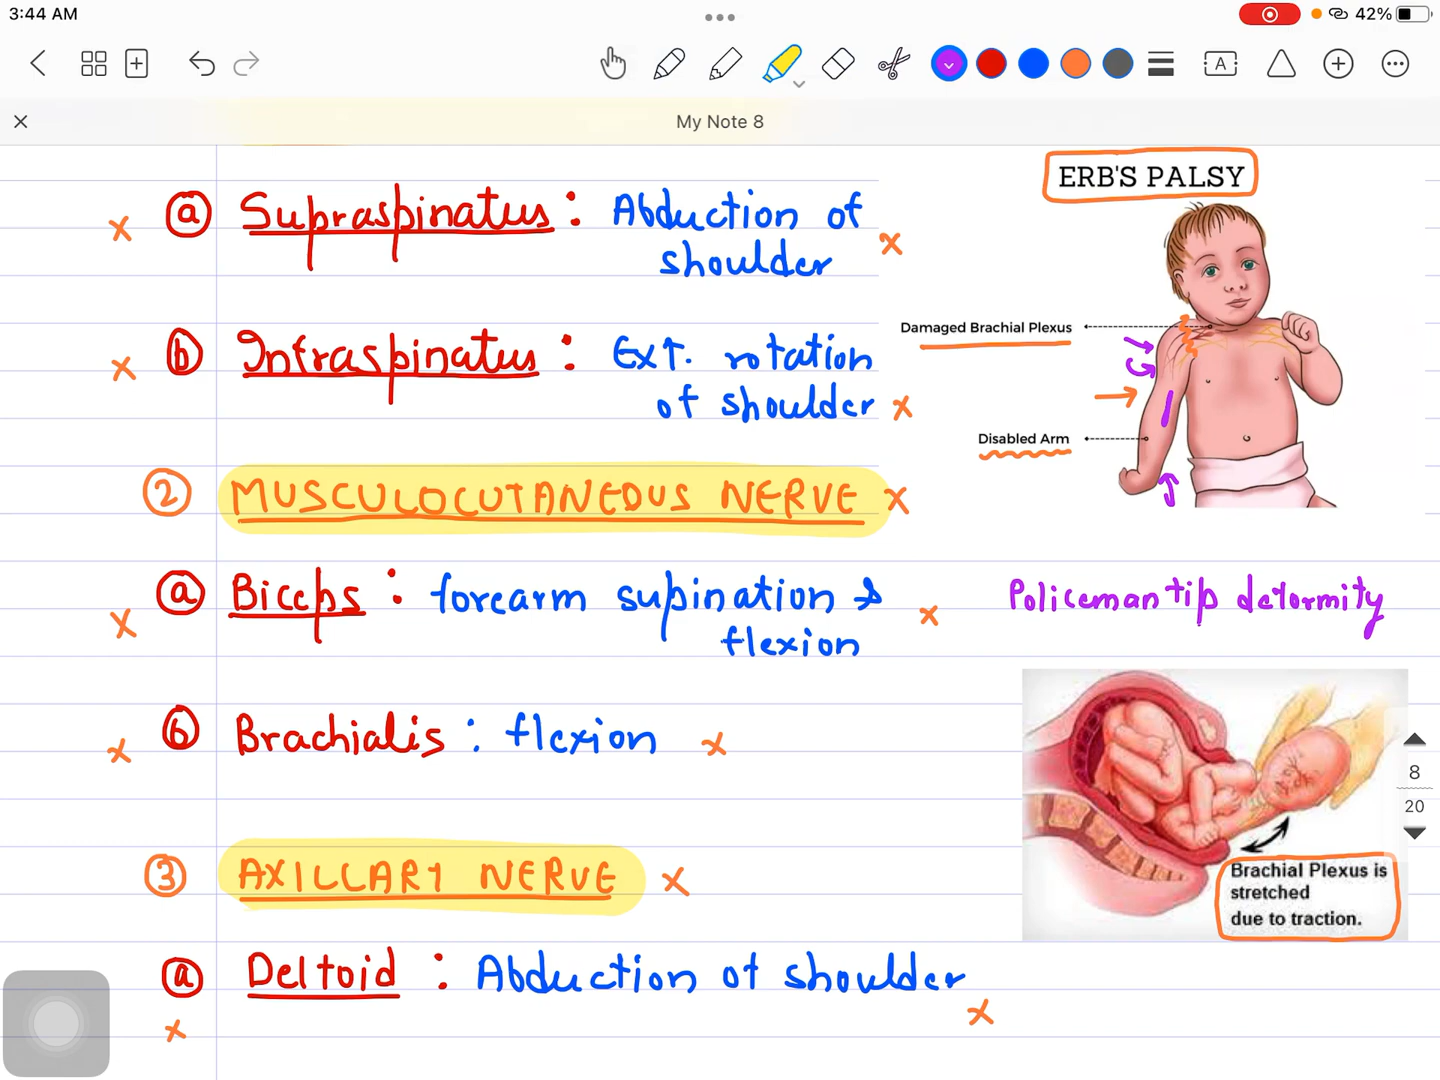 3:44 AM
42%
A
My Note 8
ERB'S PALSY
x a Supraspinatus : Abduction of
shoulder x
Damaged Brachial Plexus
x b Infraspinatus : Ext. rotation
of shoulder x
Disabled Arm
2 MUSCULOCUTANEOUS NERVE x
x a Biceps : forearm supination &
flexion x
Policeman tip deformity
x b Brachialis : flexion x
8
20
3 AXILLARY NERVE x
Brachial Plexus is
stretched
due to traction.
a Deltoid : Abduction of shoulder
x x